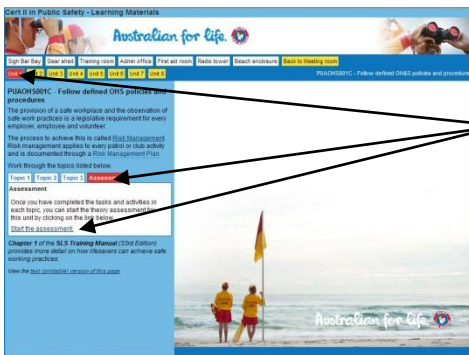 Cert II in Public Safety - Learning Materials
Australian for life.
Sigh Bar Bay Gear shed Training room Admin office First aid room Radio tower Beach enclosure Back to Meeting room
Unit 3 Unit 4 Unit 5 Unit 6 Unit 7 Unit 8
PUAOHS001C - Follow defined OH&S policies and procedure
PUAOHS001C - Follow defined OHS policies and
procedures
The provision of a safe workplace and the observation of
safe work practices is a legislative requirement for every
employer, employee and volunteer.
The process to achieve this is called Risk Management.
Risk management applies to every patrol or club activity
and is documented through a Risk Management Plan.
Work through the topics listed below.
Topic 1 Topic 2 Topic 3
Assessment
Once you have completed the tasks and activities in
each topic, you can start the theory assessment for
this unit by clicking on the link below.
Start the assessment.
Chapter 1 of the SLS Training Manual (33rd Edition)
provides more detail on how lifesavers can achieve safe
working practices.
View the text (printable) version of this page
Australian for life